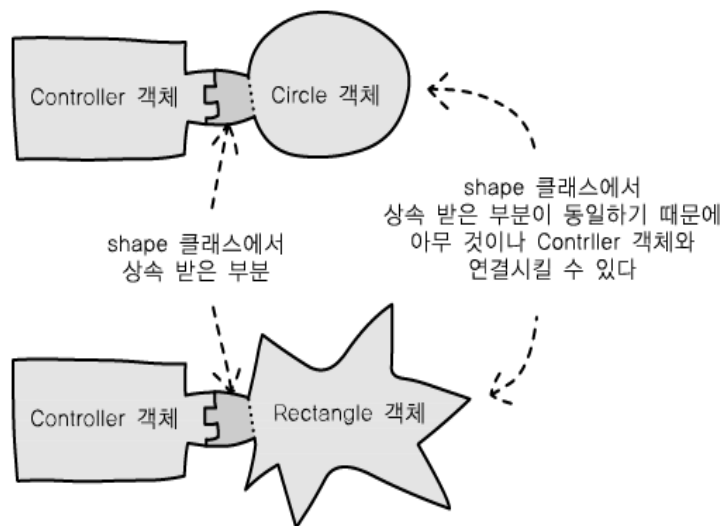 Controller 객체
Circle 객체
shape 클래스에서
상속 받은 부분이 동일하기 때문에
아무 것이나 Contrller 객체와
연결시킬 수 있다
shape 클래스에서
상속 받은 부분
Controller 객체
Rectangle 객체